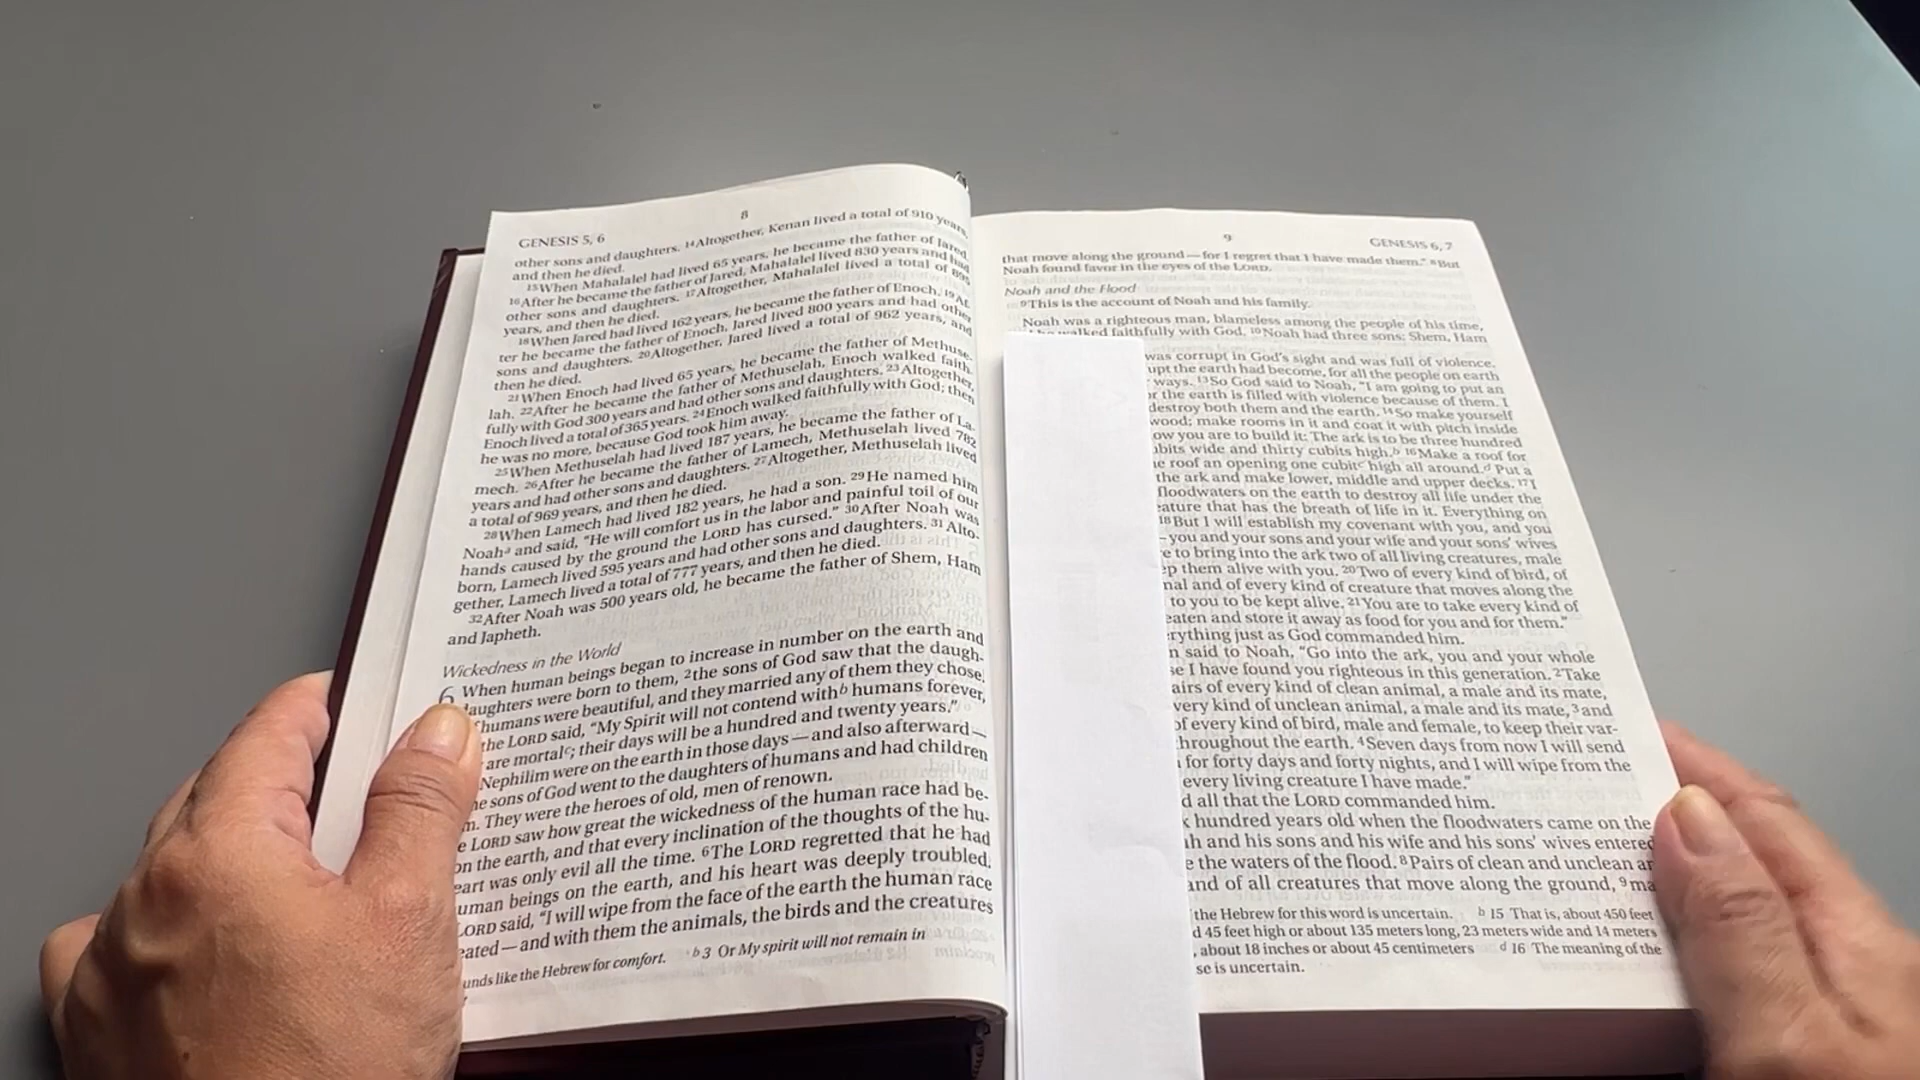 8
GENESIS 5, 6
other sons and daughters. 14Altogether, Kenan lived a total of 910 years,
and then he died.
15When Mahalalel had lived 65 years, he became the father of Jared.
16After he became the father of Jared, Mahalalel lived 830 years and had
other sons and daughters. 17Altogether, Mahalalel lived a total of 895
years, and then he died.
18When Jared had lived 162 years, he became the father of Enoch. 19Af-
ter he became the father of Enoch, Jared lived 800 years and had other
sons and daughters. 20Altogether, Jared lived a total of 962 years, and
then he died.
21When Enoch had lived 65 years, he became the father of Methuse-
lah. 22After he became the father of Methuselah, Enoch walked faith-
fully with God 300 years and had other sons and daughters. 23Altogether,
Enoch lived a total of 365 years. 24Enoch walked faithfully with God; then
he was no more, because God took him away.
25When Methuselah had lived 187 years, he became the father of La-
mech. 26After he became the father of Lamech, Methuselah lived 782
years and had other sons and daughters. 27Altogether, Methuselah lived
a total of 969 years, and then he died.
28When Lamech had lived 182 years, he had a son. 29He named him
Noaha and said, “He will comfort us in the labor and painful toil of our
hands caused by the ground the LORD has cursed.” 30After Noah was
born, Lamech lived 595 years and had other sons and daughters. 31Alto-
gether, Lamech lived a total of 777 years, and then he died.
32After Noah was 500 years old, he became the father of Shem, Ham
and Japheth.
Wickedness in the World
6 When human beings began to increase in number on the earth and
daughters were born to them, 2the sons of God saw that the daugh-
humans were beautiful, and they married any of them they chose.
the LORD said, “My Spirit will not contend withb humans forever,
are mortalc; their days will be a hundred and twenty years.”
Nephilim were on the earth in those days—and also afterward—
sons of God went to the daughters of humans and had children
They were the heroes of old, men of renown.
LORD saw how great the wickedness of the human race had be-
on the earth, and that every inclination of the thoughts of the hu-
eart was only evil all the time. 6The LORD regretted that he had
uman beings on the earth, and his heart was deeply troubled.
LORD said, “I will wipe from the face of the earth the human race
eated—and with them the animals, the birds and the creatures
unds like the Hebrew for comfort. b 3 Or My spirit will not remain in
9
GENESIS 6, 7
that move along the ground—for I regret that I have made them.” 8But
Noah found favor in the eyes of the LORD.
Noah and the Flood
9This is the account of Noah and his family.
Noah was a righteous man, blameless among the people of his time,
walked faithfully with God. 10Noah had three sons: Shem, Ham
was corrupt in God’s sight and was full of violence.
upt the earth had become, for all the people on earth
ways. 13So God said to Noah, “I am going to put an
r the earth is filled with violence because of them. I
destroy both them and the earth. 14So make yourself
wood; make rooms in it and coat it with pitch inside
ow you are to build it: The ark is to be three hundred
bits wide and thirty cubits high.b 16Make a roof for
e roof an opening one cubitc high all around.d Put a
the ark and make lower, middle and upper decks. 17I
floodwaters on the earth to destroy all life under the
eature that has the breath of life in it. Everything on
18But I will establish my covenant with you, and you
—you and your sons and your wife and your sons’ wives
e to bring into the ark two of all living creatures, male
ep them alive with you. 20Two of every kind of bird, of
nal and of every kind of creature that moves along the
to you to be kept alive. 21You are to take every kind of
eaten and store it away as food for you and for them.”
rything just as God commanded him.
n said to Noah, “Go into the ark, you and your whole
se I have found you righteous in this generation. 2Take
airs of every kind of clean animal, a male and its mate,
very kind of unclean animal, a male and its mate, 3and
of every kind of bird, male and female, to keep their var-
hroughout the earth. 4Seven days from now I will send
for forty days and forty nights, and I will wipe from the
every living creature I have made.”
d all that the LORD commanded him.
x hundred years old when the floodwaters came on the
ah and his sons and his wife and his sons’ wives entered
e the waters of the flood. 8Pairs of clean and unclean an
and of all creatures that move along the ground, 9ma
the Hebrew for this word is uncertain. b 15 That is, about 450 feet
d 45 feet high or about 135 meters long, 23 meters wide and 14 meters
, about 18 inches or about 45 centimeters d 16 The meaning of the
se is uncertain.